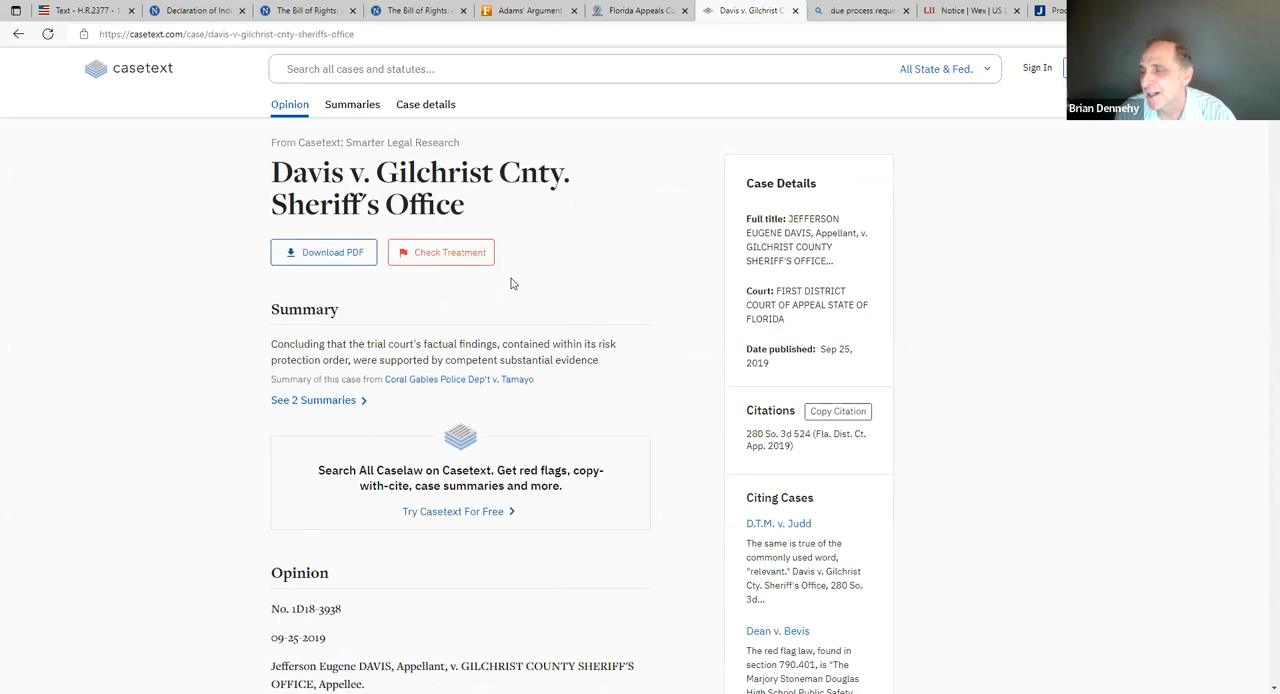 Text - H.R.2377 - 
Declaration of Ind
The Bill of Rights: 
The Bill of Rights: 
Adams' Argument
Florida Appeals Co
Davis v. Gilchrist C
due process requi
LII Notice | Wex | US
Pro
https://casetext.com/case/davis-v-gilchrist-cnty-sheriffs-office
casetext
Search all cases and statutes...
All State & Fed.
Sign In
Brian Dennehy
Opinion
Summaries
Case details
From Casetext: Smarter Legal Research
Davis v. Gilchrist Cnty.
Sheriff's Office
Download PDF
Check Treatment
Summary
Concluding that the trial court's factual findings, contained within its risk
protection order, were supported by competent substantial evidence
Summary of this case from Coral Gables Police Dep't v. Tamayo
See 2 Summaries
Search All Caselaw on Casetext. Get red flags, copy-
with-cite, case summaries and more.
Try Casetext For Free
Opinion
No. 1D18-3938
09-25-2019
Jefferson Eugene DAVIS, Appellant, v. GILCHRIST COUNTY SHERIFF'S
OFFICE, Appellee.
Case Details
Full title: JEFFERSON
EUGENE DAVIS, Appellant, v.
GILCHRIST COUNTY
SHERIFF'S OFFICE...
Court: FIRST DISTRICT
COURT OF APPEAL STATE OF
FLORIDA
Date published: Sep 25,
2019
Citations
Copy Citation
280 So. 3d 524 (Fla. Dist. Ct.
App. 2019)
Citing Cases
D.T.M. v. Judd
The same is true of the
commonly used word,
"relevant." Davis v. Gilchrist
Cty. Sheriff's Office, 280 So.
3d...
Dean v. Bevis
The red flag law, found in
section 790.401, is "The
Marjory Stoneman Douglas
High School Public Safety